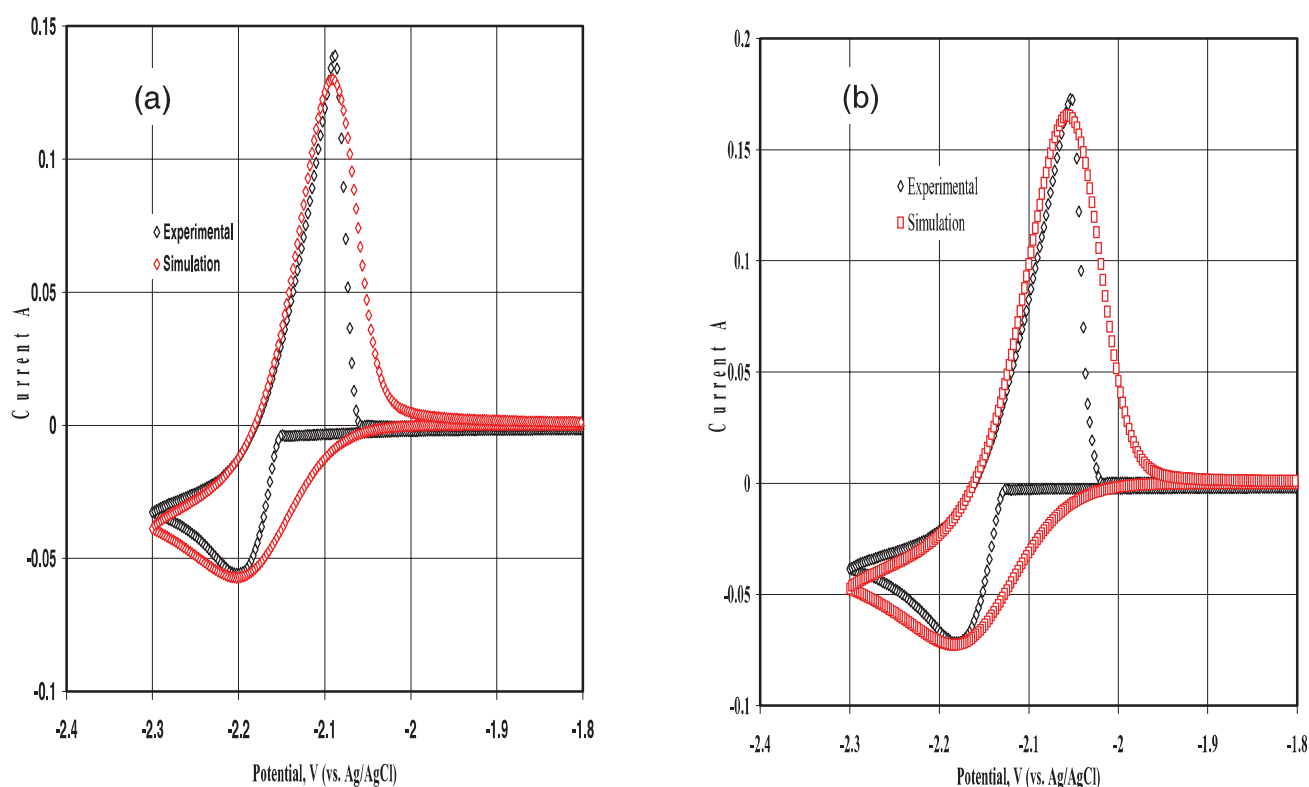 (a)
0.15
0.1
0.05
0
-0.05
-0.1
Current A
Experimental
Simulation
-2.4 -2.3 -2.2 -2.1 -2 -1.9 -1.8
Potential, V (vs. Ag/AgCl)
(b)
0.2
0.15
0.1
0.05
0
-0.05
-0.1
Current A
Experimental
Simulation
-2.4 -2.3 -2.2 -2.1 -2 -1.9 -1.8
Potential, V (vs. Ag/AgCl)